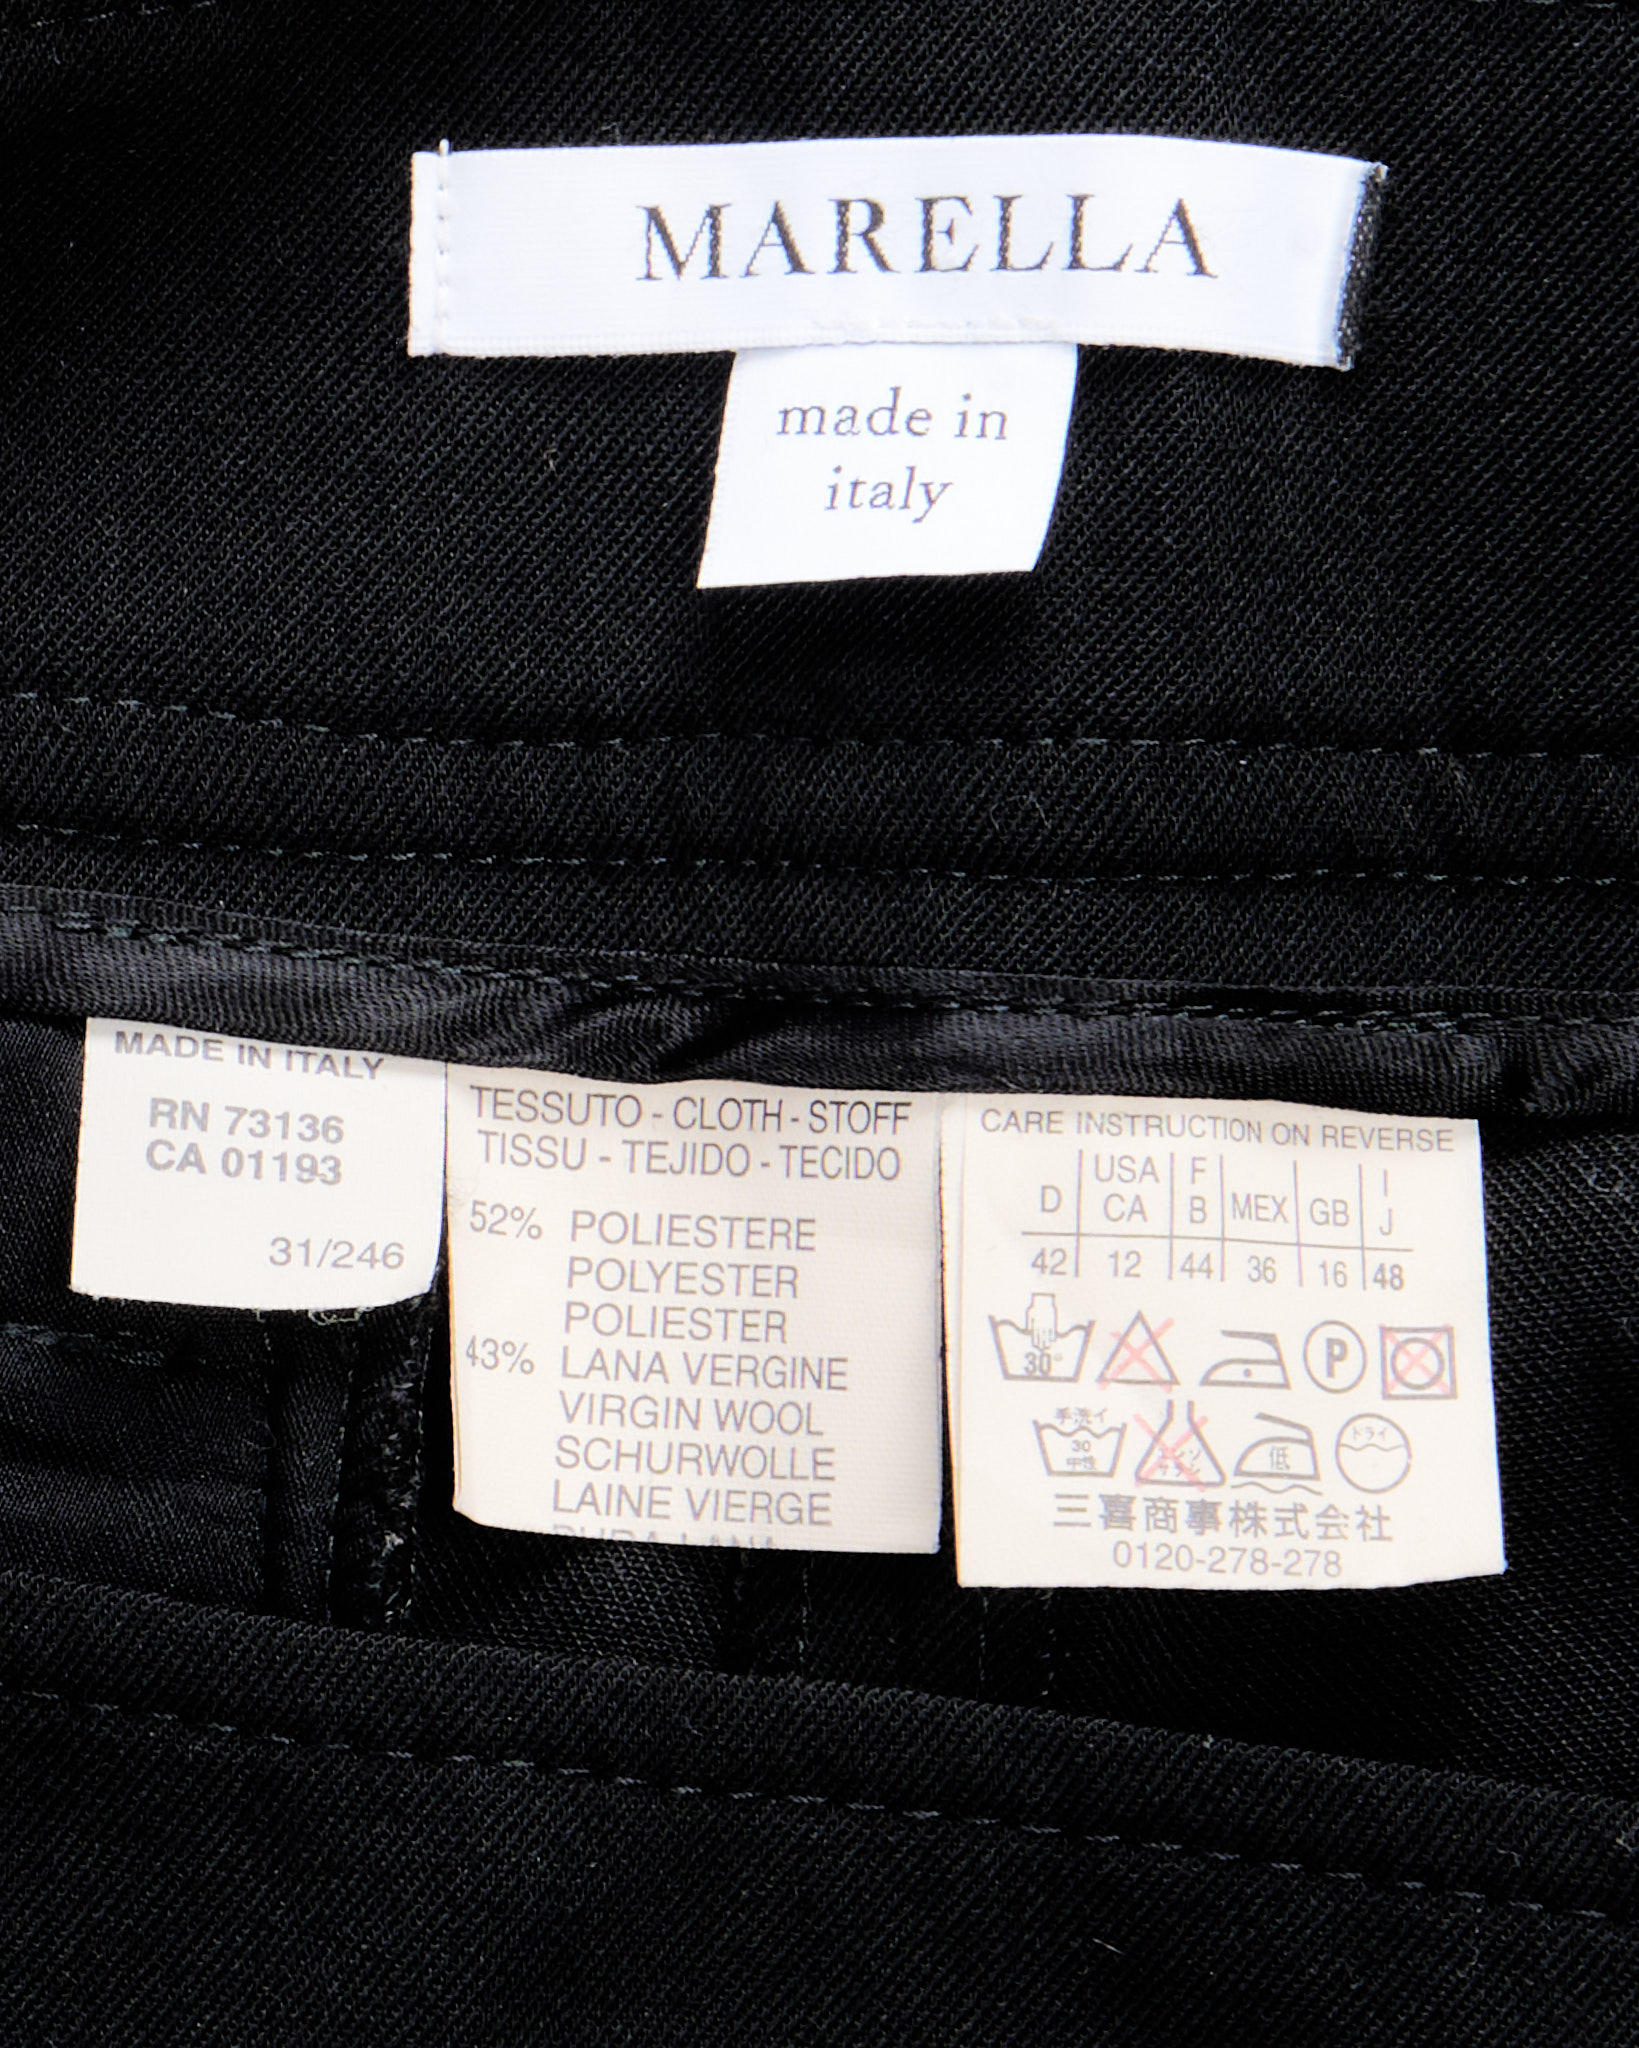 MARELLA
made in
italy
MADE IN ITALY
RN 73136
CA 01193
31/246
TESSUTO - CLOTH - STOFF
TISSU - TEJIDO - TECIDO
52% POLIESTERE
POLYESTER
POLIESTER
43% LANA VERGINE
VIRGIN WOOL
SCHURWOLLE
LAINE VIERGE
CARE INSTRUCTION ON REVERSE
D USA CA F B MEX GB I J
42 12 44 36 16 48
30° P
手洗イ 30 中性 低 ドライ
三喜商事株式会社
0120-278-278